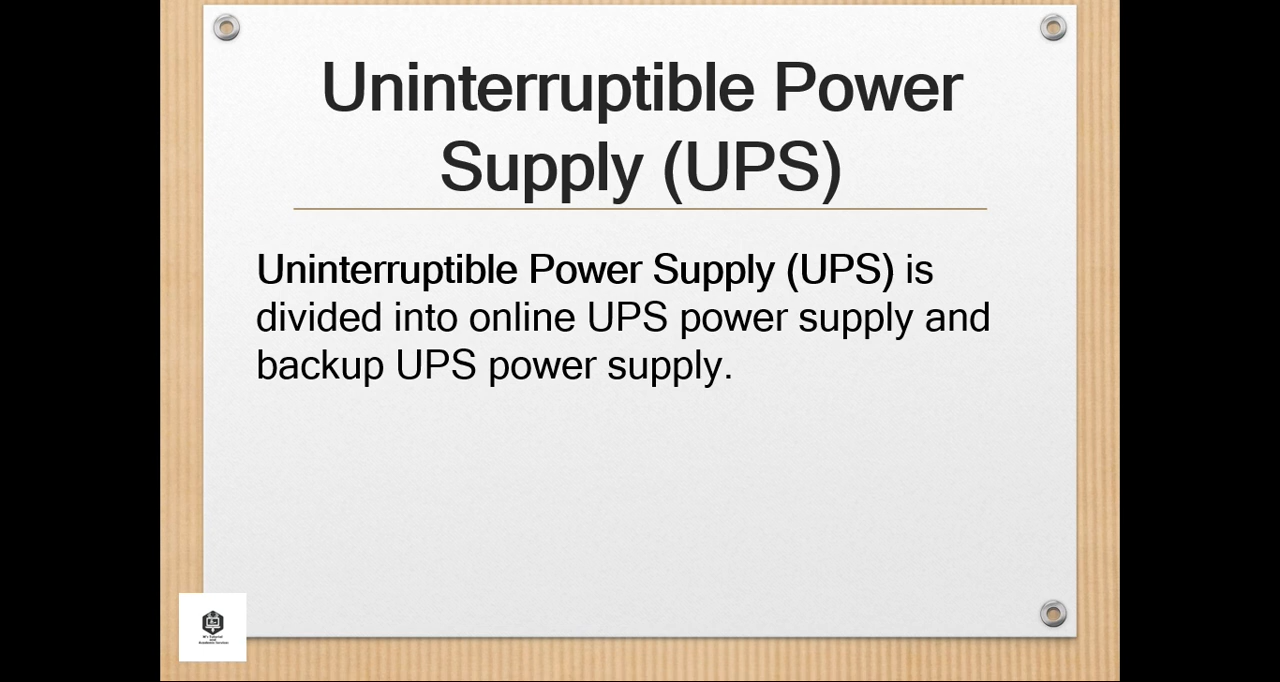 Uninterruptible Power
Supply (UPS)
Uninterruptible Power Supply (UPS) is
divided into online UPS power supply and
backup UPS power supply.